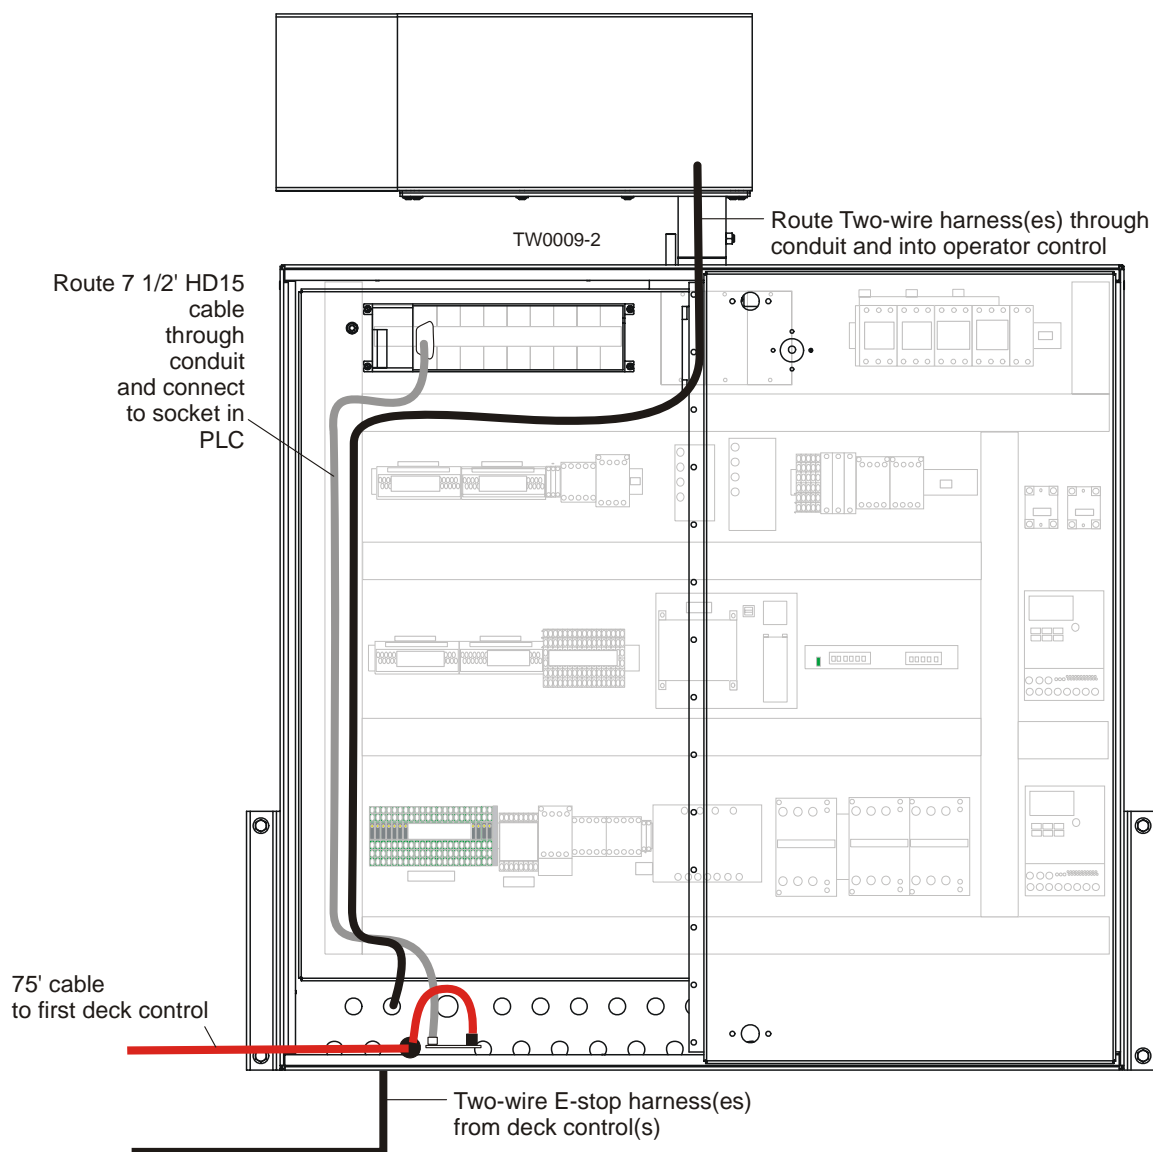 Route Two-wire harness(es) through
conduit and into operator control
TW0009-2
Route 7 1/2' HD15
cable
through
conduit
and connect
to socket in
PLC
75' cable
to first deck control
Two-wire E-stop harness(es)
from deck control(s)